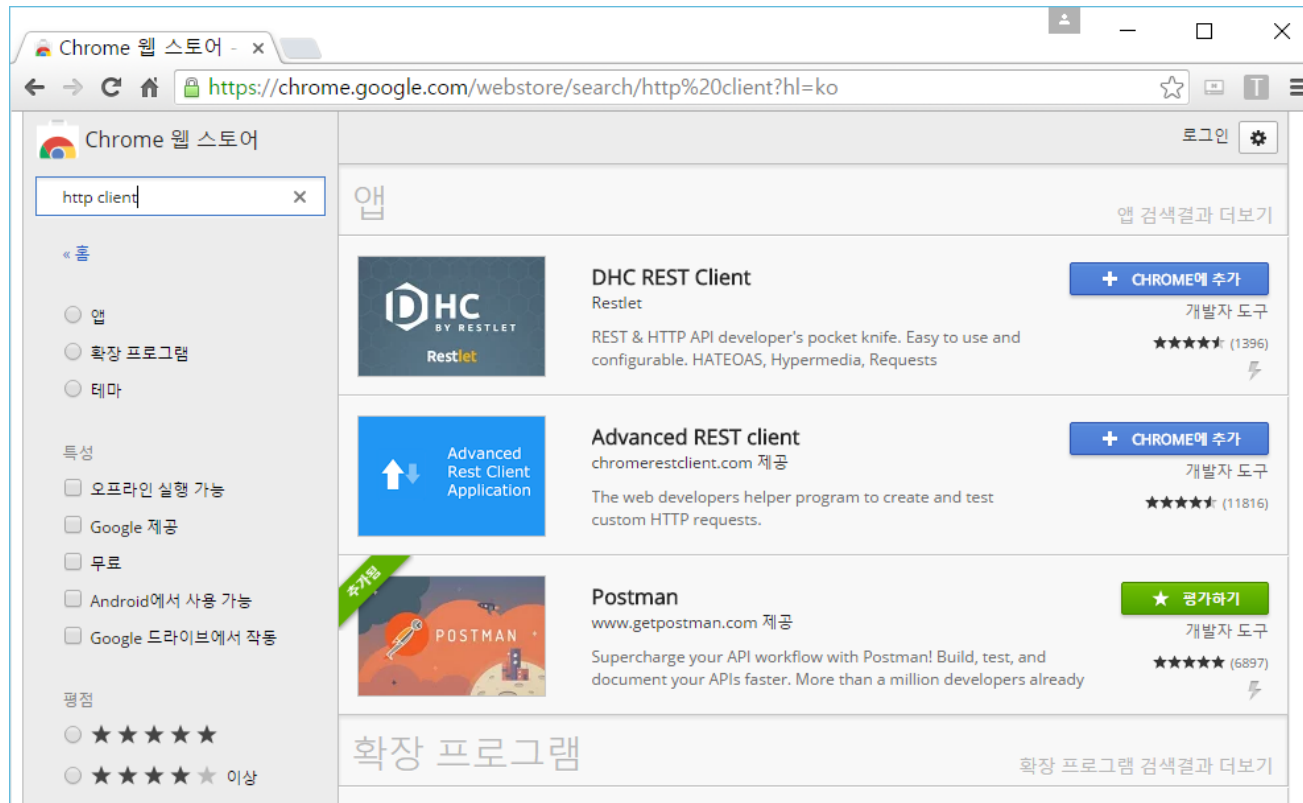 Chrome 웹 스토어 -
https://chrome.google.com/webstore/search/http%20client?hl=ko
Chrome 웹 스토어
로그인
http client
« 홈
앱
확장 프로그램
테마
특성
오프라인 실행 가능
Google 제공
무료
Android에서 사용 가능
Google 드라이브에서 작동
평점
이상
앱
앱 검색결과 더보기
DHC
BY RESTLET
Restlet
DHC REST Client
Restlet
REST & HTTP API developer's pocket knife. Easy to use and
configurable. HATEOAS, Hypermedia, Requests
CHROME에 추가
개발자 도구
(1396)
Advanced
Rest Client
Application
Advanced REST client
chromerestclient.com 제공
The web developers helper program to create and test
custom HTTP requests.
CHROME에 추가
개발자 도구
(11816)
추가됨
POSTMAN
Postman
www.getpostman.com 제공
Supercharge your API workflow with Postman! Build, test, and
document your APIs faster. More than a million developers already
평가하기
개발자 도구
(6897)
확장 프로그램
확장 프로그램 검색결과 더보기